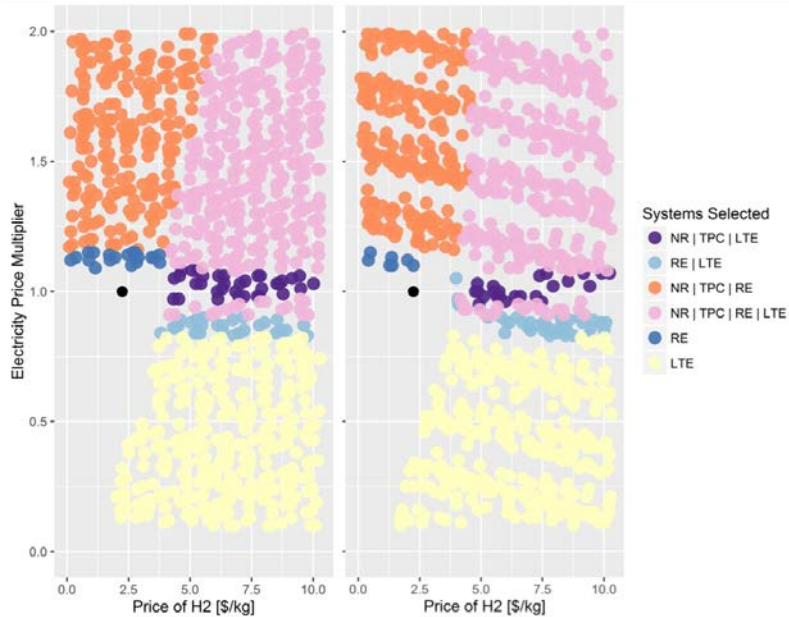 Electricity Price Multiplier
2.0
1.5
1.0
0.5
0.0
0.0 2.5 5.0 7.5 10.0
Price of H2 [$/kg]
0.0 2.5 5.0 7.5 10.0
Price of H2 [$/kg]
Systems Selected
NR | TPC | LTE
RE | LTE
NR | TPC | RE
NR | TPC | RE | LTE
RE
LTE